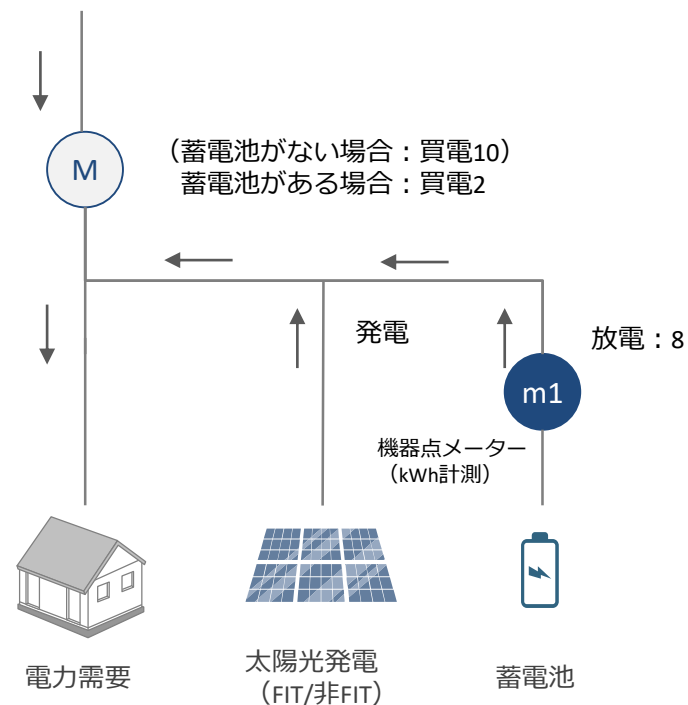 M
（蓄電池がない場合：買電10）
蓄電池がある場合：買電2
発電
放電：8
m1
機器点メーター
（kWh計測）
電力需要
太陽光発電
（FIT/非FIT）
蓄電池